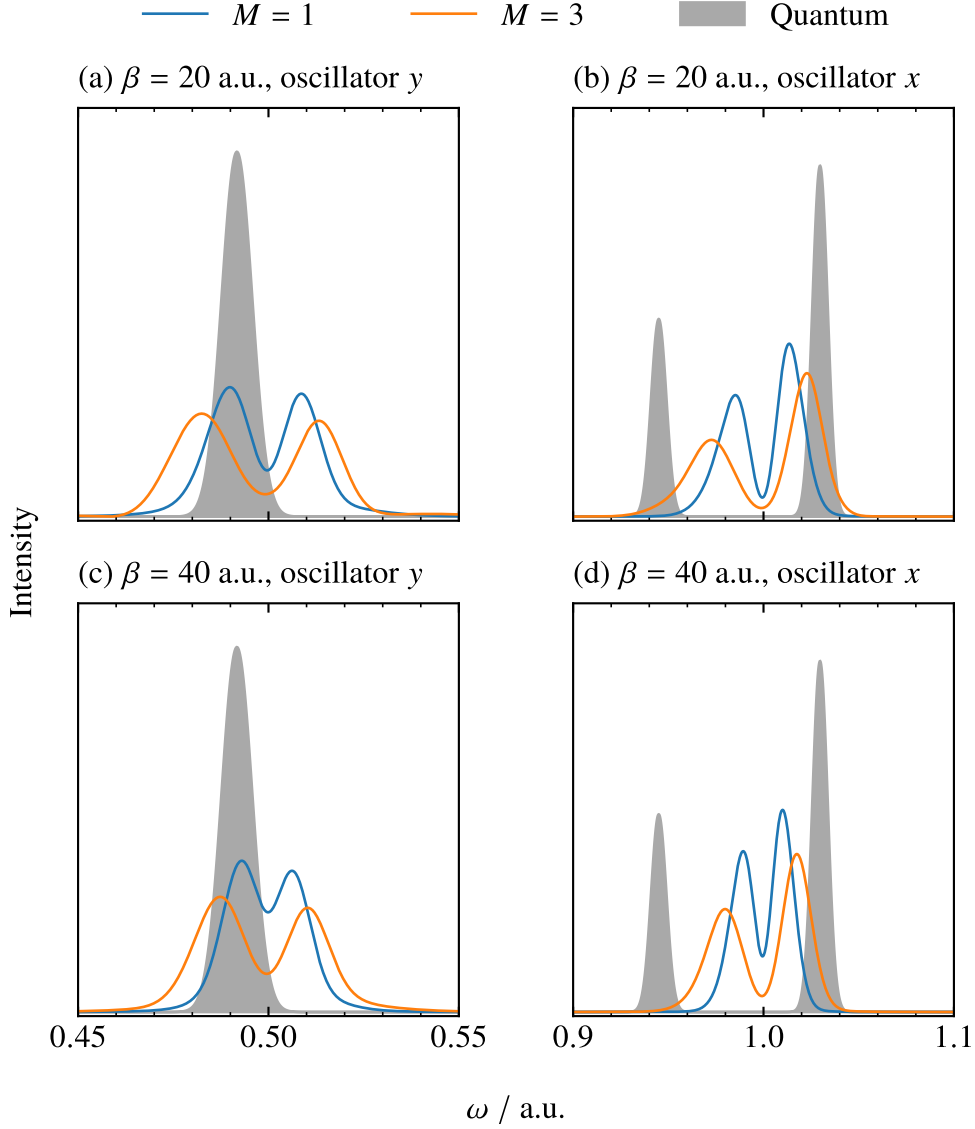 M = 1 M = 3 Quantum
(a) β = 20 a.u., oscillator y
(b) β = 20 a.u., oscillator x
(c) β = 40 a.u., oscillator y
(d) β = 40 a.u., oscillator x
Intensity
0.45 0.50 0.55
0.9 1.0 1.1
ω / a.u.